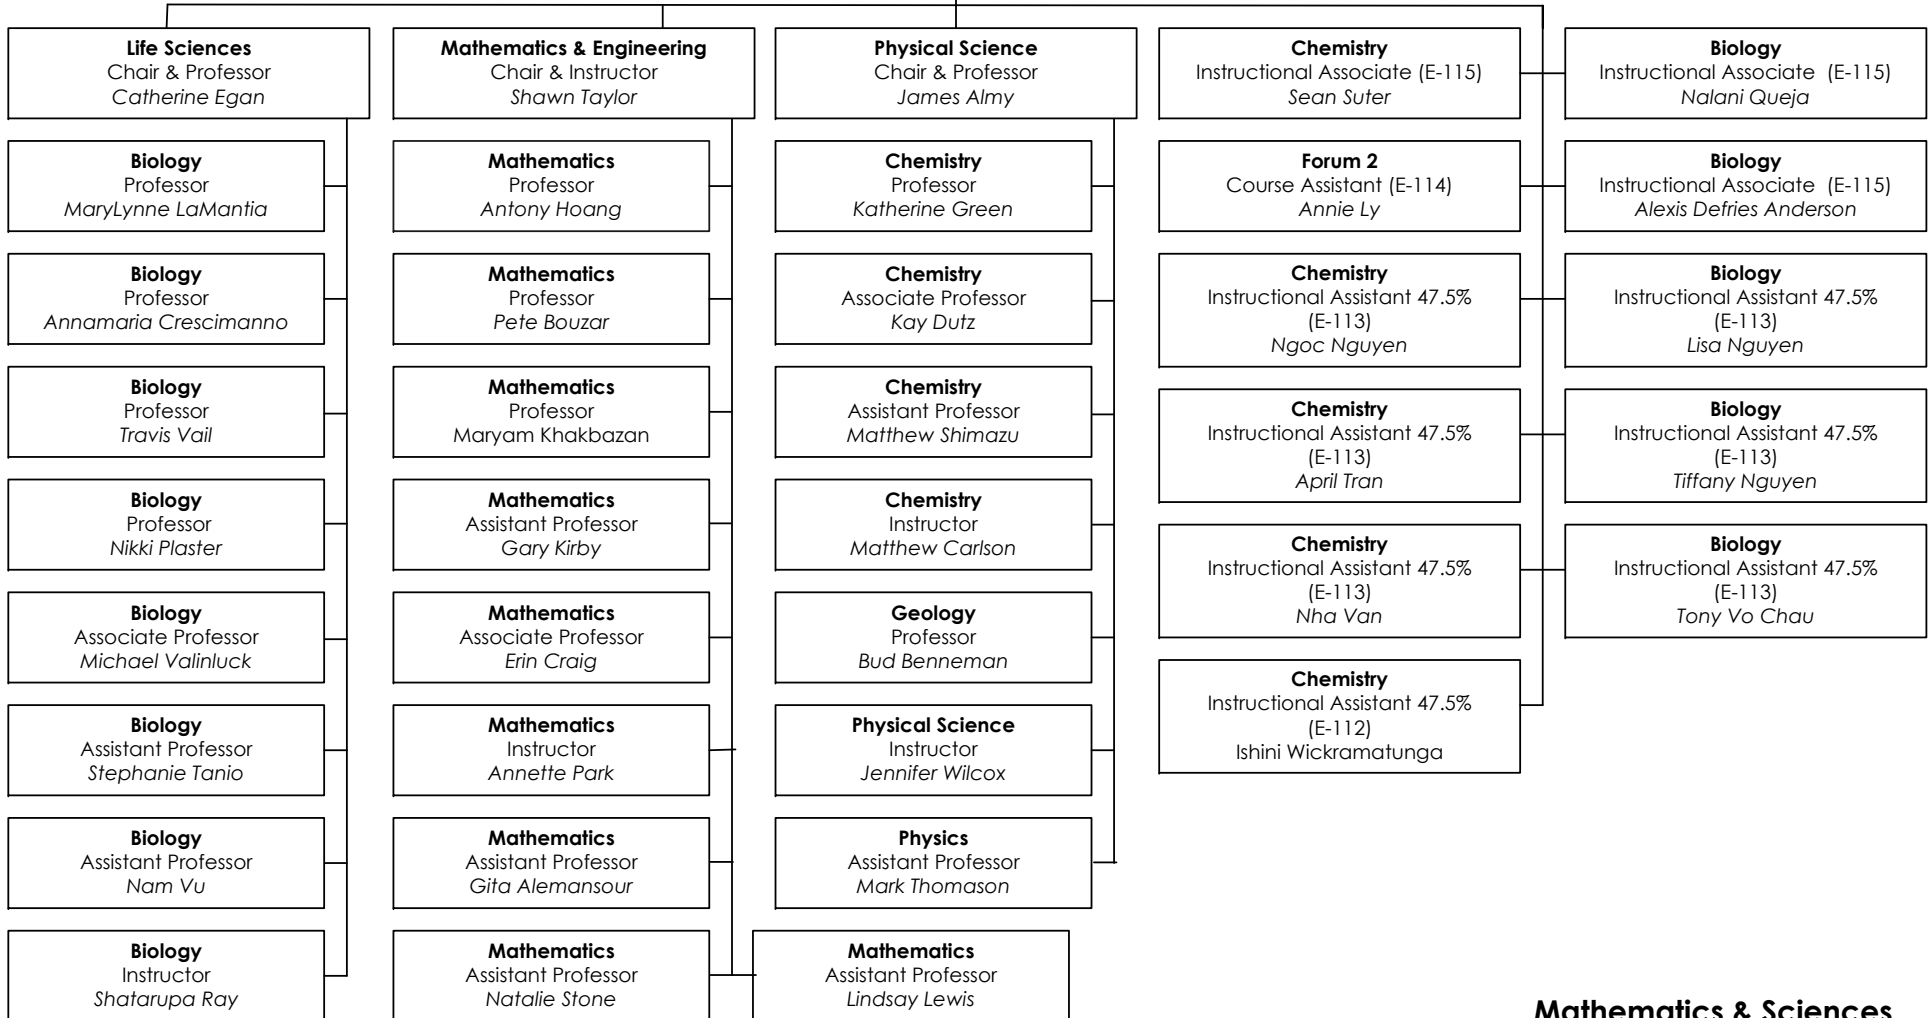 Life Sciences
Chair & Professor
Catherine Egan
Biology
Professor
MaryLynne LaMantia
Biology
Professor
Annamaria Crescimanno
Biology
Professor
Travis Vail
Biology
Professor
Nikki Plaster
Biology
Associate Professor
Michael Valinluck
Biology
Assistant Professor
Stephanie Tanio
Biology
Assistant Professor
Nam Vu
Biology
Instructor
Shatarupa Ray
Mathematics & Engineering
Chair & Instructor
Shawn Taylor
Mathematics
Professor
Antony Hoang
Mathematics
Professor
Pete Bouzar
Mathematics
Professor
Maryam Khakbazan
Mathematics
Assistant Professor
Gary Kirby
Mathematics
Associate Professor
Erin Craig
Mathematics
Instructor
Annette Park
Mathematics
Assistant Professor
Gita Alemansour
Mathematics
Assistant Professor
Natalie Stone
Mathematics
Assistant Professor
Lindsay Lewis
Physical Science
Chair & Professor
James Almy
Chemistry
Professor
Katherine Green
Chemistry
Associate Professor
Kay Dutz
Chemistry
Assistant Professor
Matthew Shimazu
Chemistry
Instructor
Matthew Carlson
Geology
Professor
Bud Benneman
Physical Science
Instructor
Jennifer Wilcox
Physics
Assistant Professor
Mark Thomason
Chemistry
Instructional Associate (E-115)
Sean Suter
Forum 2
Course Assistant (E-114)
Annie Ly
Chemistry
Instructional Assistant 47.5%
(E-113)
Ngoc Nguyen
Chemistry
Instructional Assistant 47.5%
(E-113)
April Tran
Chemistry
Instructional Assistant 47.5%
(E-113)
Nha Van
Chemistry
Instructional Assistant 47.5%
(E-112)
Ishini Wickramatunga
Biology
Instructional Associate (E-115)
Nalani Queja
Biology
Instructional Associate (E-115)
Alexis Defries Anderson
Biology
Instructional Assistant 47.5%
(E-113)
Lisa Nguyen
Biology
Instructional Assistant 47.5%
(E-113)
Tiffany Nguyen
Biology
Instructional Assistant 47.5%
(E-113)
Tony Vo Chau
Mathematics & Sciences